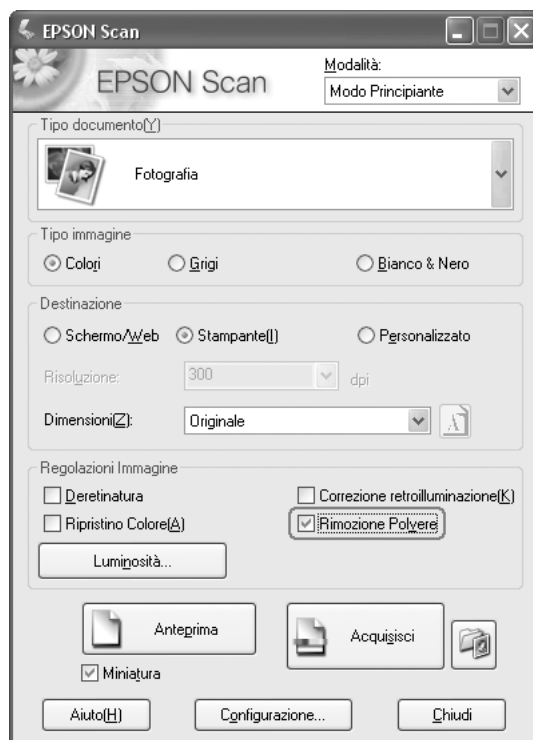 EPSON Scan
EPSON Scan
Modalità:
Modo Principiante
Tipo documento(Y)
Fotografia
Tipo immagine
Colori Grigi Bianco & Nero
Destinazione
Schermo/Web Stampante(I) Personalizzato
Risoluzione: 300 dpi
Dimensioni(Z): Originale
Regolazioni Immagine
Deretinatura Correzione retroilluminazione(K)
Ripristino Colore(A) Rimozione Polvere
Luminosità...
Anteprima Acquisisci
Miniatura
Aiuto(H) Configurazione... Chiudi